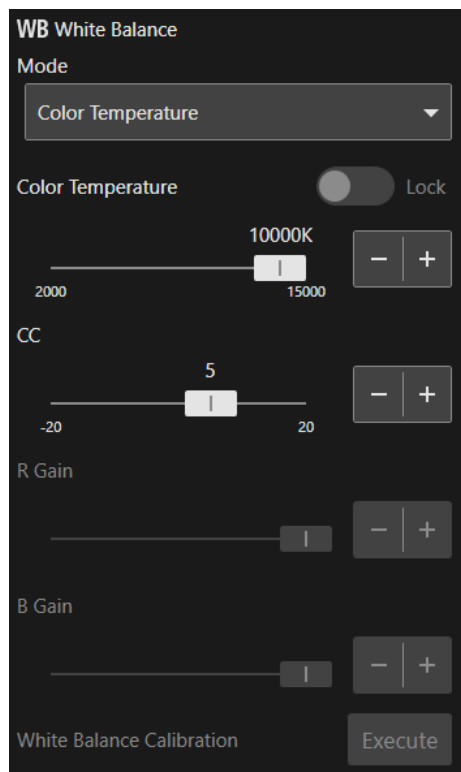 WB White Balance
Mode
Color Temperature
Color Temperature Lock
10000K
− +
2000 15000
CC
5
− +
-20 20
R Gain
− +
B Gain
− +
White Balance Calibration Execute